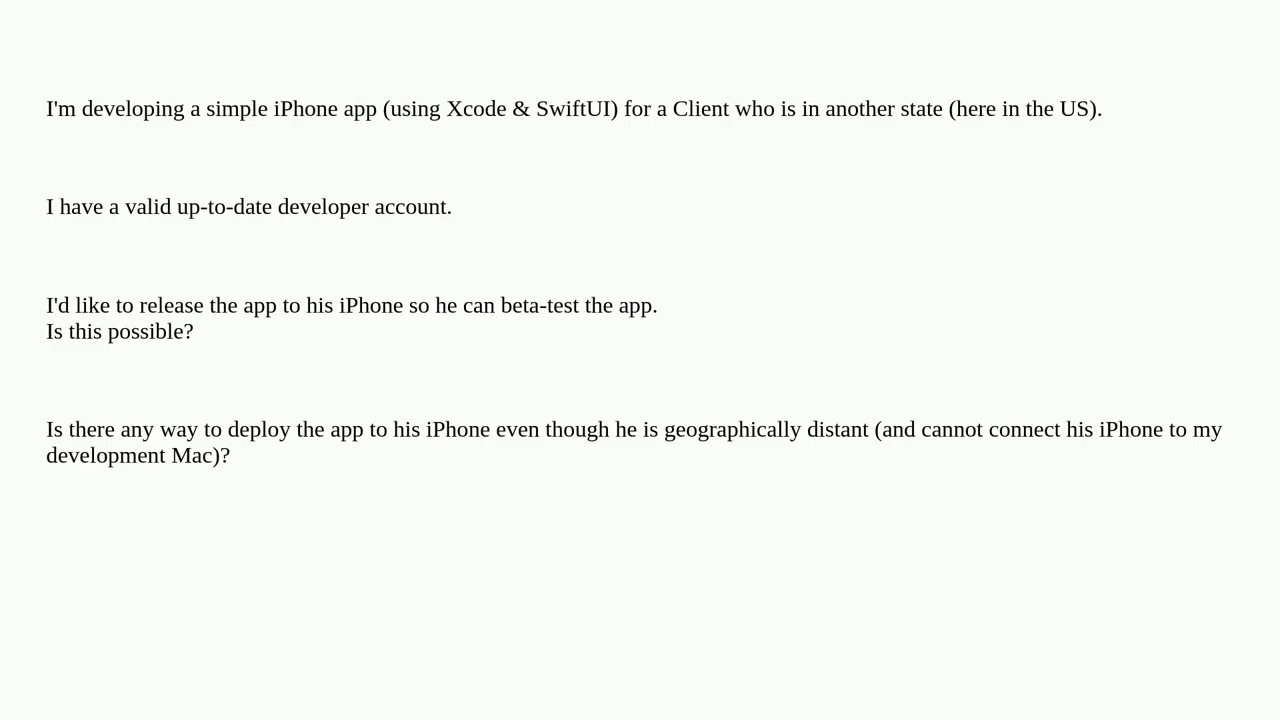 I'm developing a simple iPhone app (using Xcode & SwiftUI) for a Client who is in another state (here in the US).
I have a valid up-to-date developer account.
I'd like to release the app to his iPhone so he can beta-test the app.
Is this possible?
Is there any way to deploy the app to his iPhone even though he is geographically distant (and cannot connect his iPhone to my
development Mac)?